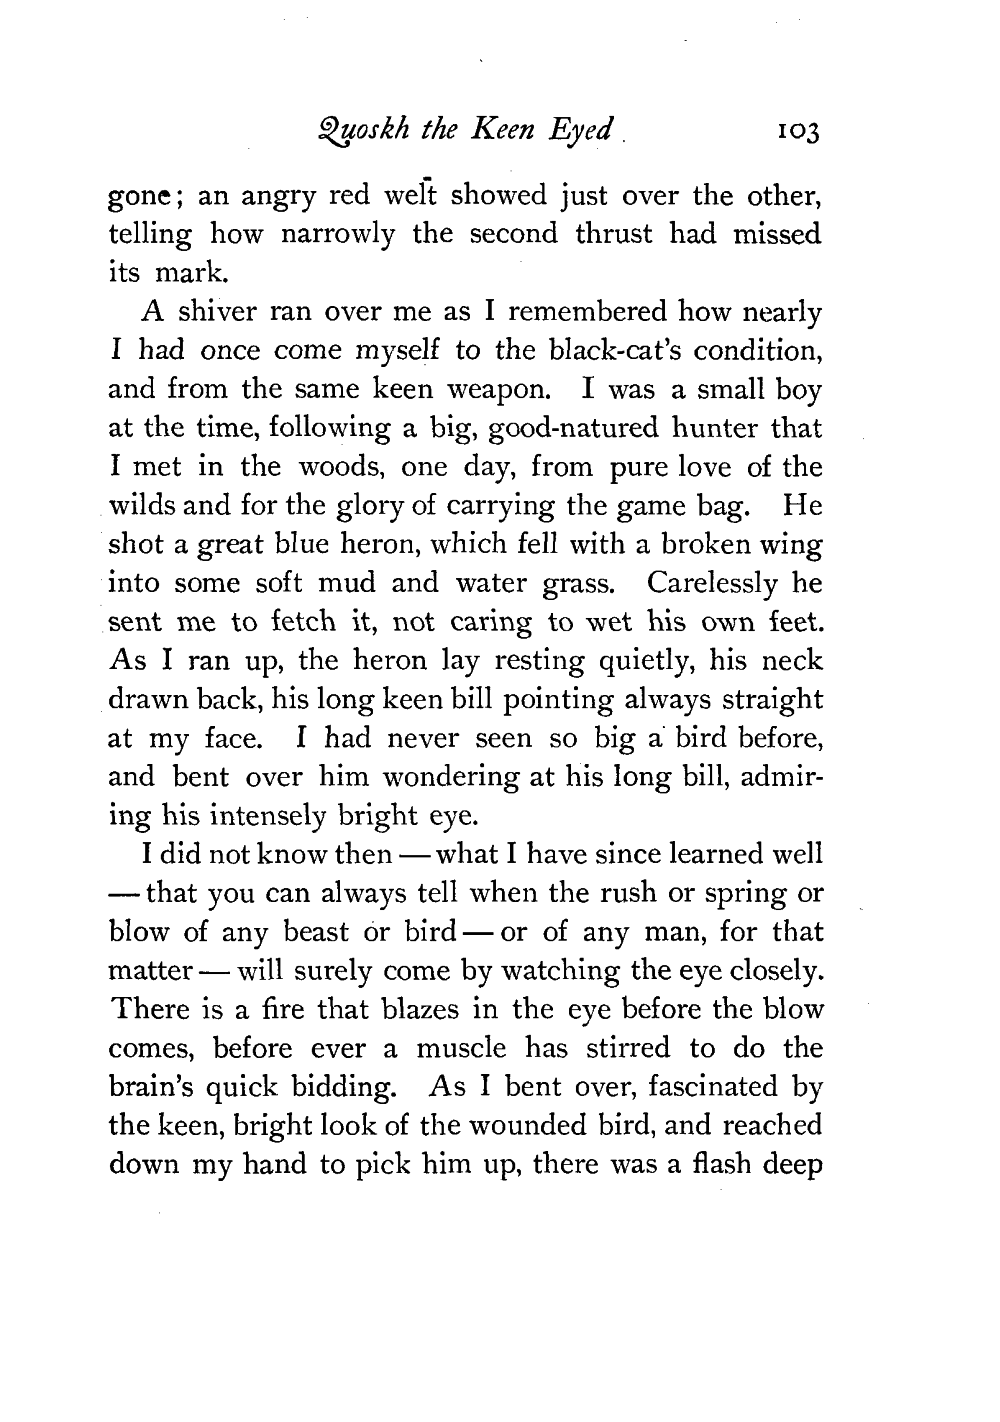 Quoskh the Keen Eyed 103
gone; an angry red welt showed just over the other,
telling how narrowly the second thrust had missed
its mark.
A shiver ran over me as I remembered how nearly
I had once come myself to the black-cat's condition,
and from the same keen weapon. I was a small boy
at the time, following a big, good-natured hunter that
I met in the woods, one day, from pure love of the
wilds and for the glory of carrying the game bag. He
shot a great blue heron, which fell with a broken wing
into some soft mud and water grass. Carelessly he
sent me to fetch it, not caring to wet his own feet.
As I ran up, the heron lay resting quietly, his neck
drawn back, his long keen bill pointing always straight
at my face. I had never seen so big a bird before,
and bent over him wondering at his long bill, admir-
ing his intensely bright eye.
I did not know then — what I have since learned well
— that you can always tell when the rush or spring or
blow of any beast or bird — or of any man, for that
matter — will surely come by watching the eye closely.
There is a fire that blazes in the eye before the blow
comes, before ever a muscle has stirred to do the
brain's quick bidding. As I bent over, fascinated by
the keen, bright look of the wounded bird, and reached
down my hand to pick him up, there was a flash deep